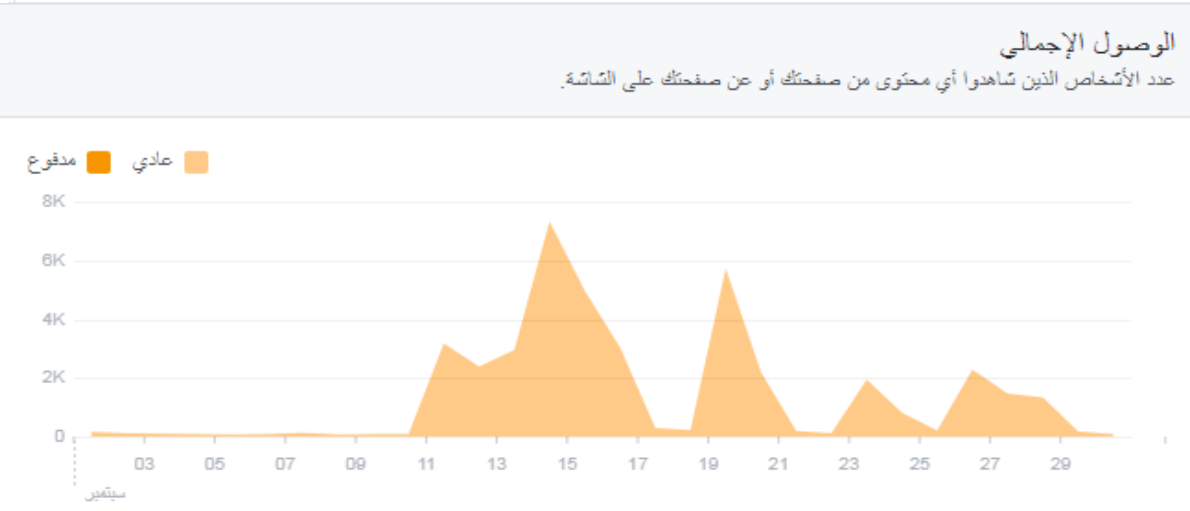 الوصول الإجمالي
عدد الأشخاص الذين شاهدوا أي محتوى من صفحتك أو عن صفحتك على الشاشة.
عادي مدفوع
8K
6K
4K
2K
0
03 05 07 09 11 13 15 17 19 21 23 25 27 29
سبتمبر